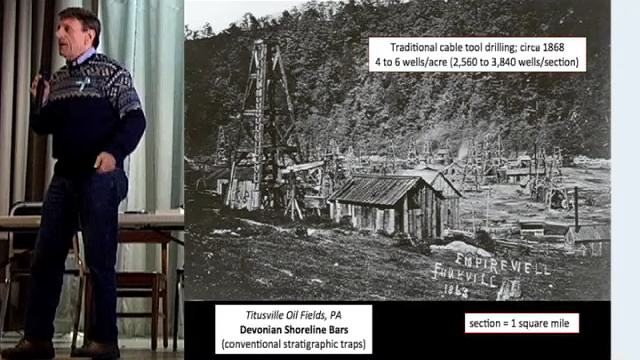 Traditional cable tool drilling; circa 1868
4 to 6 wells/acre (2,560 to 3,840 wells/section)
EMPIRE WELL
FUNKVILLE
1863
Titusville Oil Fields, PA
Devonian Shoreline Bars
(conventional stratigraphic traps)
section = 1 square mile